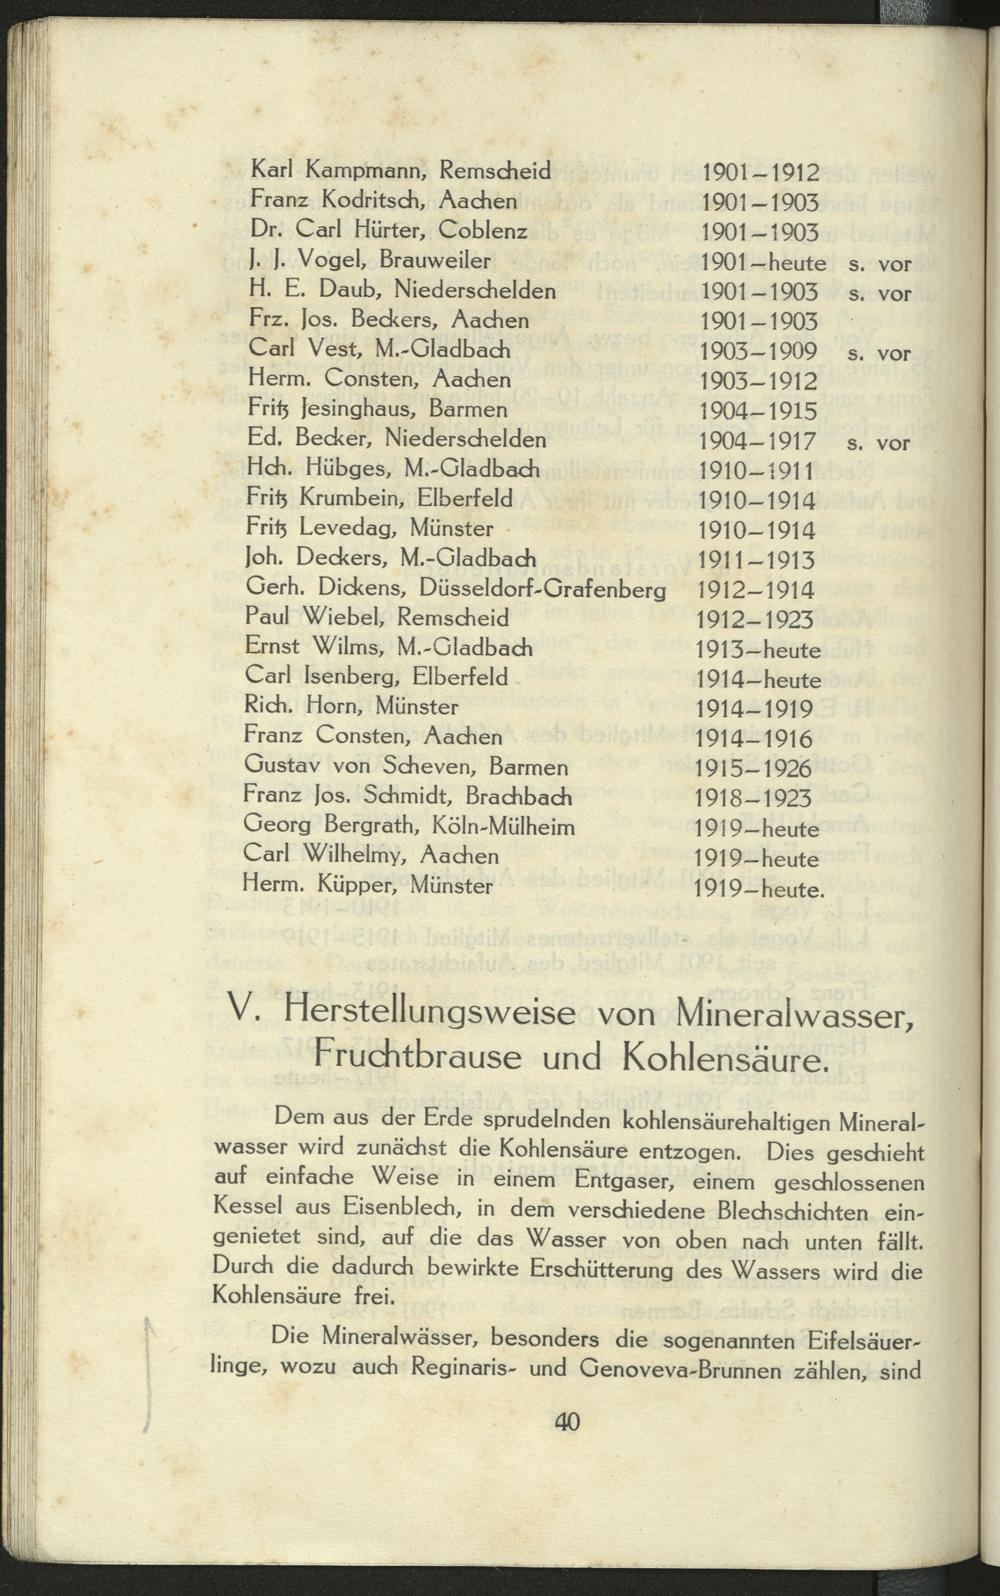 Karl Kampmann, Remscheid 1901–1912
Franz Kodritsch, Aachen 1901–1903
Dr. Carl Hürter, Coblenz 1901–1903
J. J. Vogel, Brauweiler 1901–heute s. vor
H. E. Daub, Niederschelden 1901–1903 s. vor
Frz. Jos. Beckers, Aachen 1901–1903
Carl Vest, M.-Gladbach 1903–1909 s. vor
Herm. Consten, Aachen 1903–1912
Fritz Jesinghaus, Barmen 1904–1915
Ed. Becker, Niederschelden 1904–1917 s. vor
Hch. Hübges, M.-Gladbach 1910–1911
Fritz Krumbein, Elberfeld 1910–1914
Fritz Levedag, Münster 1910–1914
Joh. Deckers, M.-Gladbach 1911–1913
Gerh. Dickens, Düsseldorf-Grafenberg 1912–1914
Paul Wiebel, Remscheid 1912–1923
Ernst Wilms, M.-Gladbach 1913–heute
Carl Isenberg, Elberfeld 1914–heute
Rich. Horn, Münster 1914–1919
Franz Consten, Aachen 1914–1916
Gustav von Scheven, Barmen 1915–1926
Franz Jos. Schmidt, Brachbach 1918–1923
Georg Bergrath, Köln-Mülheim 1919–heute
Carl Wilhelmy, Aachen 1919–heute
Herm. Küpper, Münster 1919–heute.
V. Herstellungsweise von Mineralwasser,
Fruchtbrause und Kohlensäure.
Dem aus der Erde sprudelnden kohlensäurehaltigen Mineral-
wasser wird zunächst die Kohlensäure entzogen. Dies geschieht
auf einfache Weise in einem Entgaser, einem geschlossenen
Kessel aus Eisenblech, in dem verschiedene Blechschichten ein-
genietet sind, auf die das Wasser von oben nach unten fällt.
Durch die dadurch bewirkte Erschütterung des Wassers wird die
Kohlensäure frei.
Die Mineralwässer, besonders die sogenannten Eifelsäuer-
linge, wozu auch Reginaris- und Genoveva-Brunnen zählen, sind
40